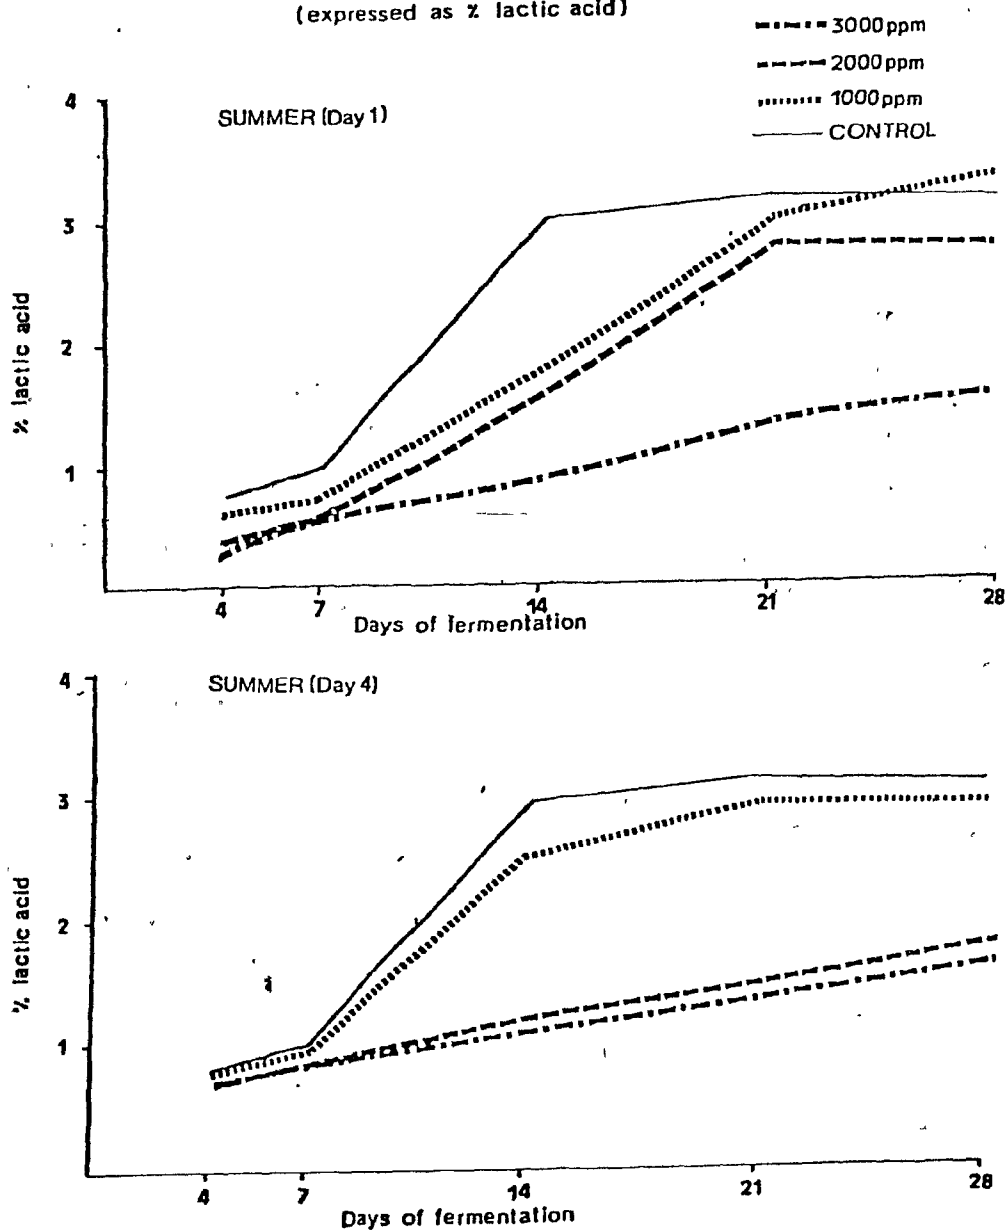 (expressed as % lactic acid)
3000ppm
2000ppm
1000ppm
CONTROL
SUMMER (Day 1)
4
3
2
1
% lactic acid
4 7 14 21 28
Days of fermentation
SUMMER (Day 4)
4
3
2
1
% lactic acid
4 7 14 21 28
Days of fermentation